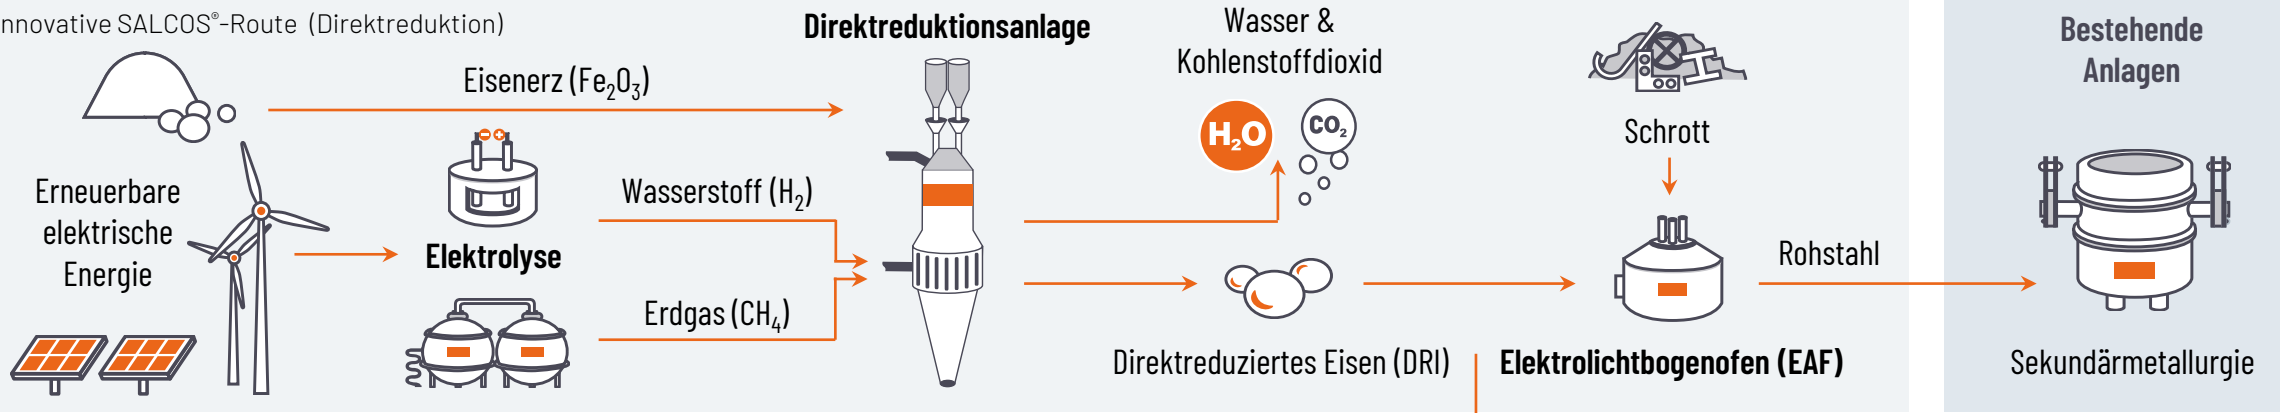 nnovative SALCOS®-Route (Direktreduktion)
Eisenerz (Fe₂O₃)
Erneuerbare
elektrische
Energie
Elektrolyse
Wasserstoff (H₂)
Erdgas (CH₄)
Direktreduktionsanlage
Wasser &
Kohlenstoffdioxid
H₂O
CO₂
Direktreduziertes Eisen (DRI)
Schrott
Elektrolichtbogenofen (EAF)
Rohstahl
Bestehende
Anlagen
Sekundärmetallurgie